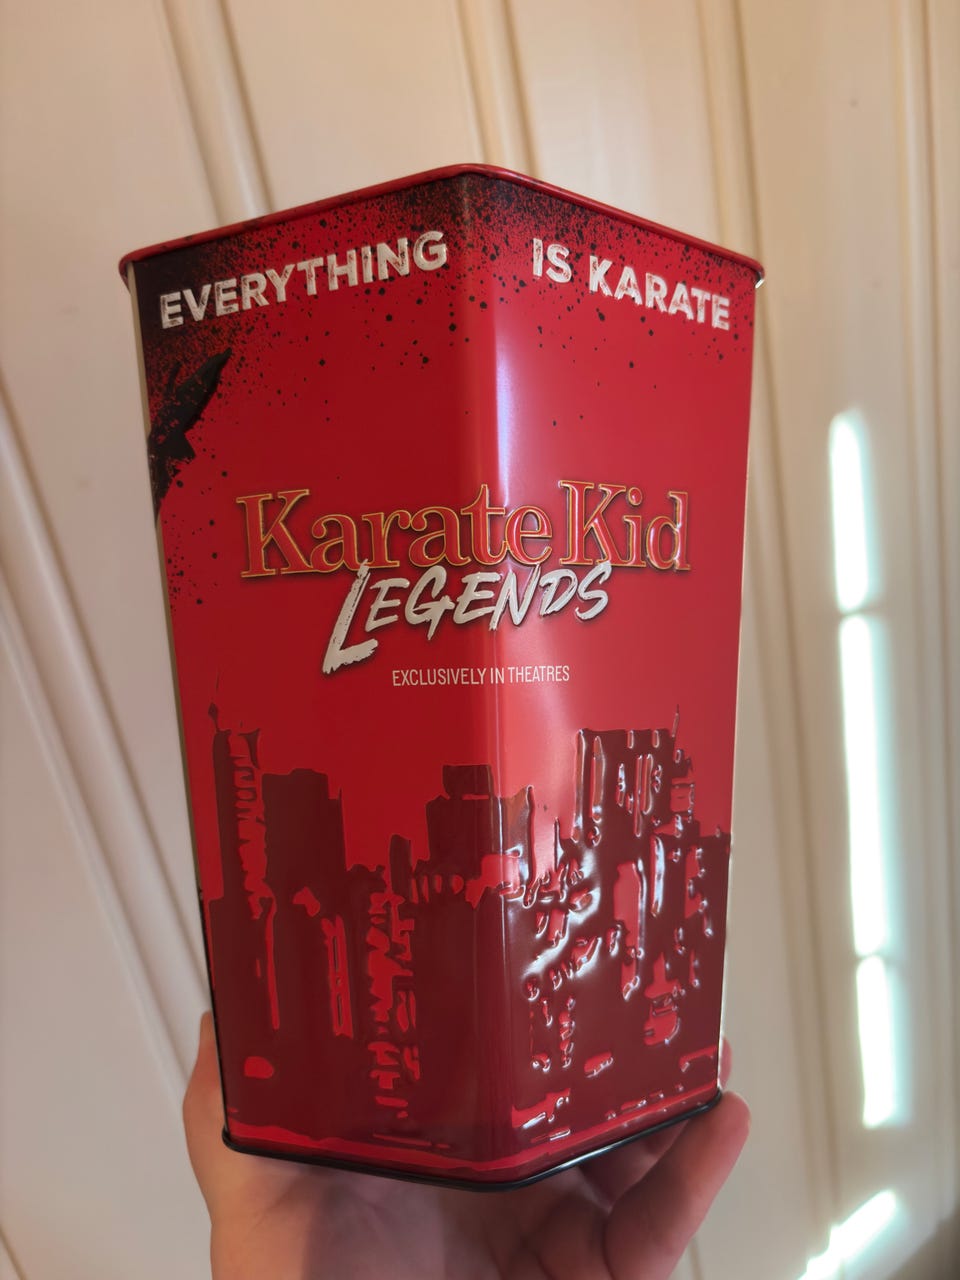 EVERYTHING IS KARATE
Karate Kid
LEGENDS
EXCLUSIVELY IN THEATRES